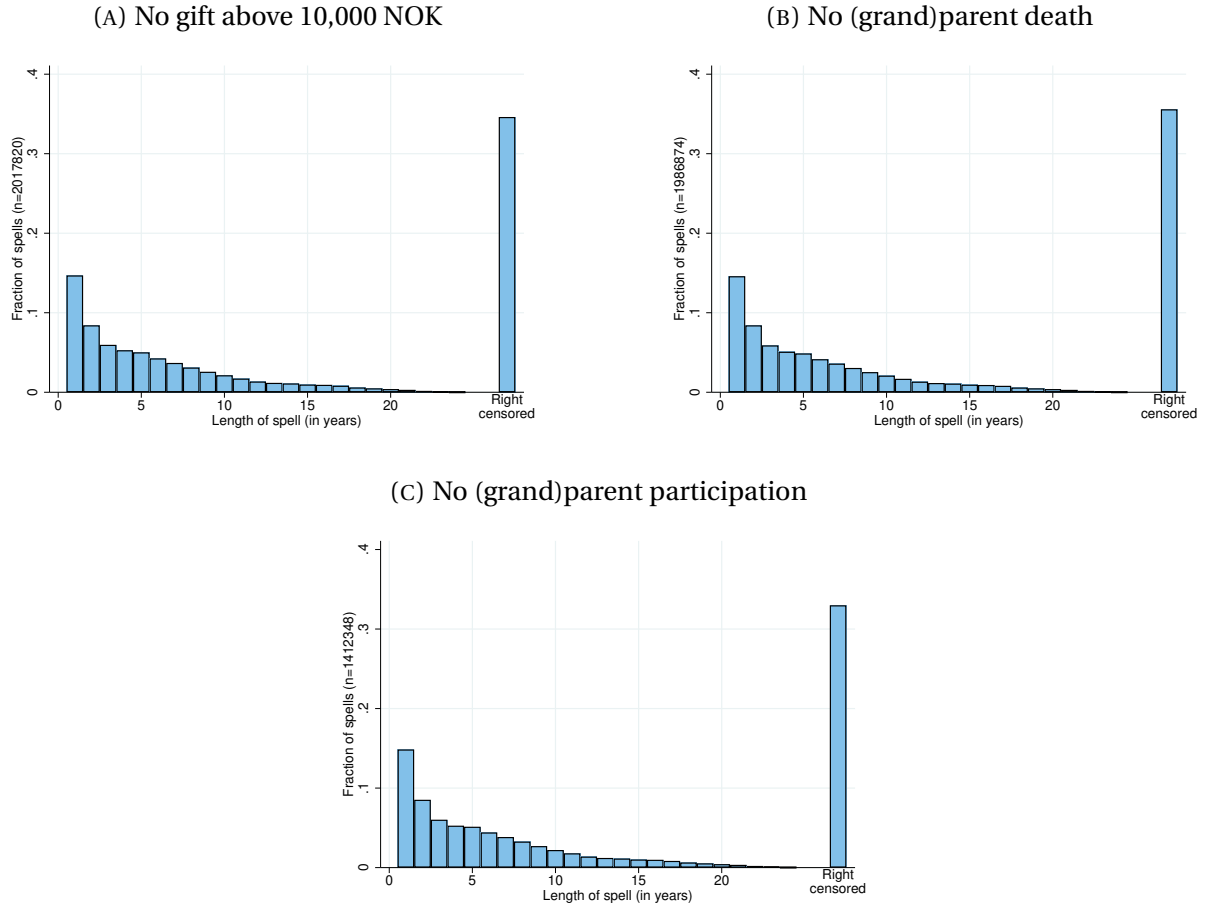 (A) No gift above 10,000 NOK
Fraction of spells (n=2017820)
.4
.3
.2
.1
0
0 5 10 15 20 Right censored
Length of spell (in years)
(B) No (grand)parent death
Fraction of spells (n=1986874)
.4
.3
.2
.1
0
0 5 10 15 20 Right censored
Length of spell (in years)
(C) No (grand)parent participation
Fraction of spells (n=1412348)
.4
.3
.2
.1
0
0 5 10 15 20 Right censored
Length of spell (in years)